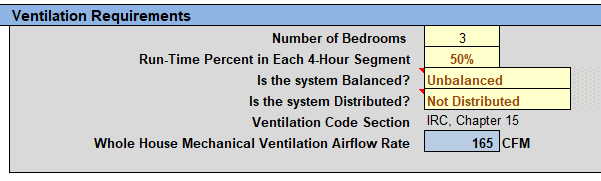 Ventilation Requirements
Number of Bedrooms 3
Run-Time Percent in Each 4-Hour Segment 50%
Is the system Balanced? Unbalanced
Is the system Distributed? Not Distributed
Ventilation Code Section IRC, Chapter 15
Whole House Mechanical Ventilation Airflow Rate 165 CFM